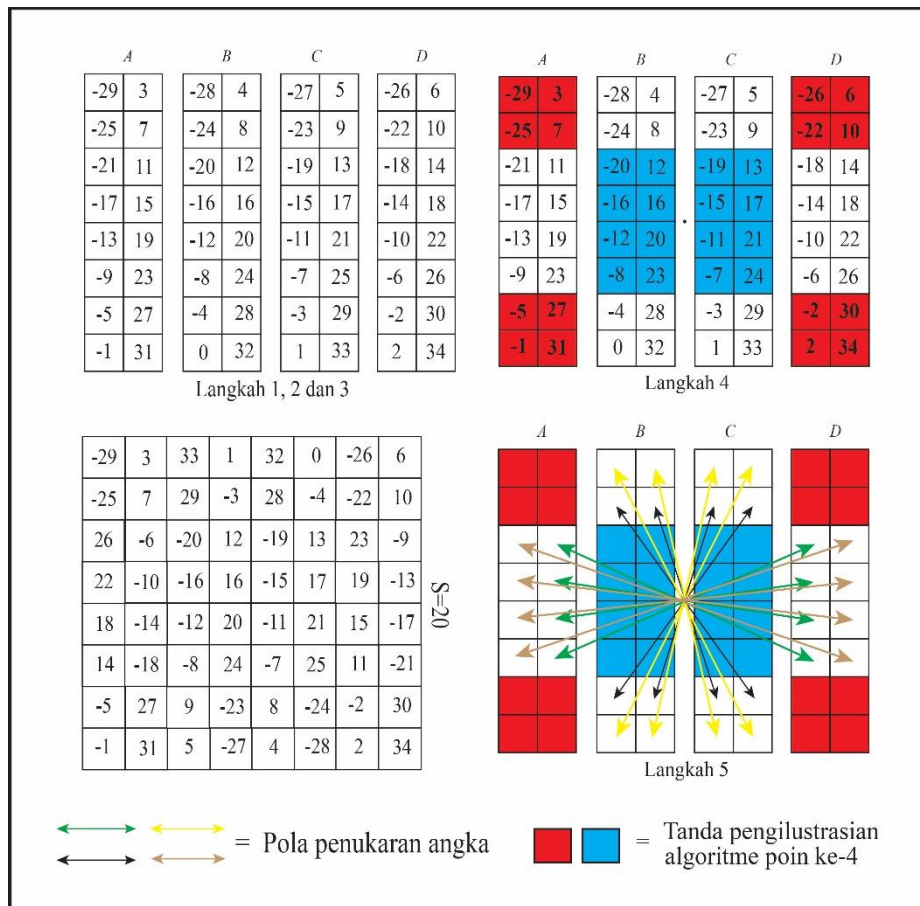 A B C D
-29 3 -28 4 -27 5 -26 6
-25 7 -24 8 -23 9 -22 10
-21 11 -20 12 -19 13 -18 14
-17 15 -16 16 -15 17 -14 18
-13 19 -12 20 -11 21 -10 22
-9 23 -8 24 -7 25 -6 26
-5 27 -4 28 -3 29 -2 30
-1 31 0 32 1 33 2 34
Langkah 1, 2 dan 3
A B C D
-29 3 -28 4 -27 5 -26 6
-25 7 -24 8 -23 9 -22 10
-21 11 -20 12 -19 13 -18 14
-17 15 -16 16 -15 17 -14 18
-13 19 -12 20 -11 21 -10 22
-9 23 -8 23 -7 24 -6 26
-5 27 -4 28 -3 29 -2 30
-1 31 0 32 1 33 2 34
Langkah 4
-29 3 33 1 32 0 -26 6
-25 7 29 -3 28 -4 -22 10
26 -6 -20 12 -19 13 23 -9
22 -10 -16 16 -15 17 19 -13
18 -14 -12 20 -11 21 15 -17
14 -18 -8 24 -7 25 11 -21
-5 27 9 -23 8 -24 -2 30
-1 31 5 -27 4 -28 2 34
S=20
A B C D
Langkah 5
= Pola penukaran angka
= Tanda pengilustrasian
algoritme poin ke-4